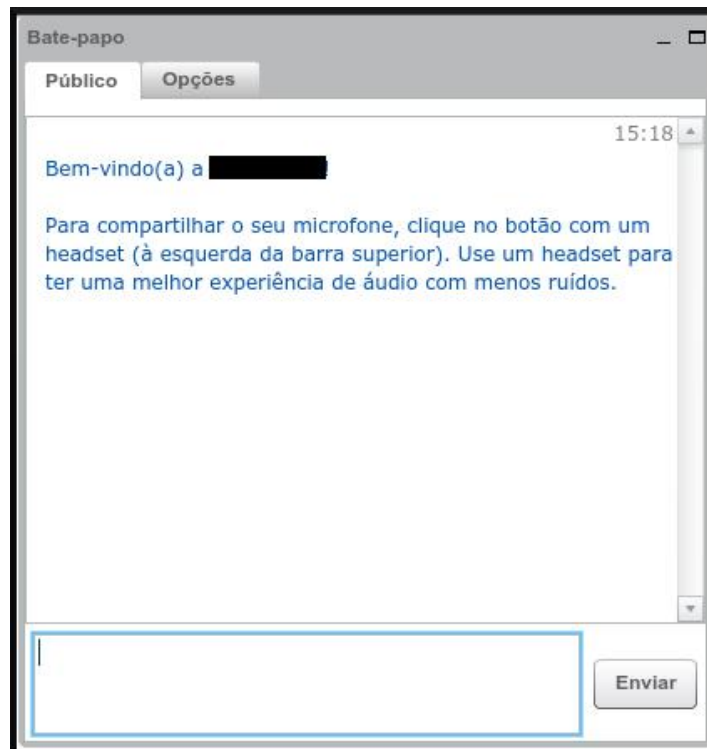 Bate-papo
Público
Opções
15:18
Bem-vindo(a) a !
Para compartilhar o seu microfone, clique no botão com um
headset (à esquerda da barra superior). Use um headset para
ter uma melhor experiência de áudio com menos ruídos.
Enviar